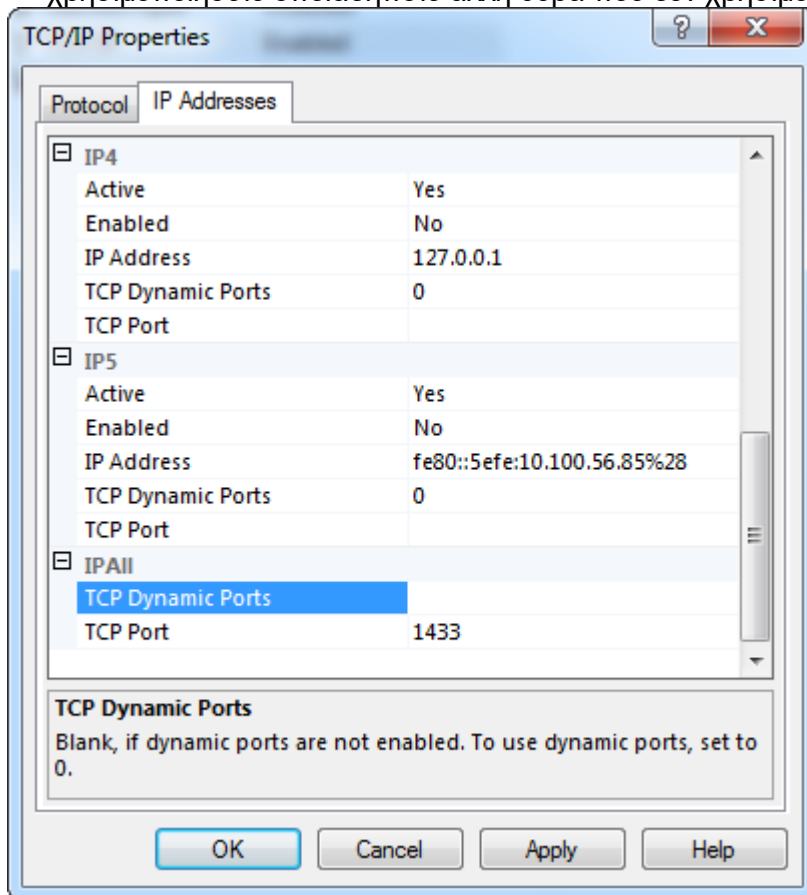 TCP/IP Properties
Protocol IP Addresses
IP4
Active Yes
Enabled No
IP Address 127.0.0.1
TCP Dynamic Ports 0
TCP Port
IP5
Active Yes
Enabled No
IP Address fe80::5efe:10.100.56.85%28
TCP Dynamic Ports 0
TCP Port
IPAll
TCP Dynamic Ports
TCP Port 1433
TCP Dynamic Ports
Blank, if dynamic ports are not enabled. To use dynamic ports, set to
0.
OK Cancel Apply Help